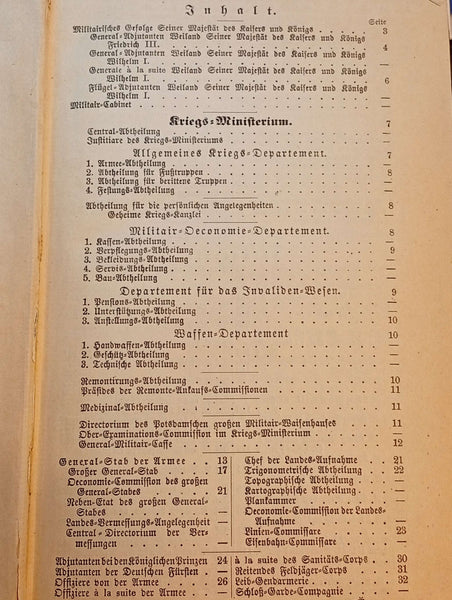 Inhalt.
Seite
Militairisches Gefolge Seiner Majestät des Kaisers und Königs . . . 3
General-Adjutanten Weiland Seiner Majestät des Kaisers und Königs
Friedrich III. . . . 4
General-Adjutanten Weiland Seiner Majestät des Kaisers und Königs
Wilhelm I. . . . —
Generale à la suite Weiland Seiner Majestät des Kaisers und Königs
Wilhelm I. . . . 6
Flügel-Adjutanten Weiland Seiner Majestät des Kaisers und Königs
Wilhelm I. . . . —
Militair-Cabinet . . . —
Kriegs-Ministerium.
Central-Abtheilung . . . 7
Justitiare des Kriegs-Ministeriums . . . —
Allgemeines Kriegs-Departement.
1. Armee-Abtheilung . . . 7
2. Abtheilung für Fußtruppen . . . 8
3. Abtheilung für berittene Truppen . . . —
4. Festungs-Abtheilung . . . —
Abtheilung für die persönlichen Angelegenheiten . . . 8
Geheime Kriegs-Kanzlei . . . —
Militair-Oeconomie-Departement. 8
1. Kassen-Abtheilung . . . —
2. Verpflegungs-Abtheilung . . . 9
3. Bekleidungs-Abtheilung . . . —
4. Servis-Abtheilung . . . —
5. Bau-Abtheilung . . . —
Departement für das Invaliden-Wesen. 9
1. Pensions-Abtheilung . . . —
2. Unterstützungs-Abtheilung . . . —
3. Anstellungs-Abtheilung . . . 10
Waffen-Departement 10
1. Handwaffen-Abtheilung . . . —
2. Geschütz-Abtheilung . . . —
3. Technische Abtheilung . . . —
Remontirungs-Abtheilung . . . 10
Präsides der Remonte-Ankaufs-Commissionen . . . 11
Medizinal-Abtheilung . . . 11
Directorium des Potsdamschen großen Militair-Waisenhauses . . . 11
Ober-Examinations-Commission im Kriegs-Ministerium . . . —
General-Militair-Casse . . . 12
General-Stab der Armee . . 13
Großer General-Stab . . 17
Oeconomie-Commission des großen
General-Stabes . . . 21
Neben-Etat des großen General-
Stabes . . . —
Landes-Vermessungs-Angelegenheit —
Central-Directorium der Ver-
messungen . . . —
Chef der Landes-Aufnahme . . 21
Trigonometrische Abtheilung . . 22
Topographische Abtheilung . . —
Kartographische Abtheilung . . —
Plankammer . . . —
Oeconomie-Commission der Landes-
Aufnahme . . . —
Linien-Commissare . . . 23
Eisenbahn-Commissare . . . —
Adjutanten bei den Königlichen Prinzen 24
Adjutanten der Deutschen Fürsten . —
Offiziere von der Armee . . . 26
Offiziere à la suite der Armee . . —
à la suite des Sanitäts-Corps . . 30
Reitendes Feldjäger-Corps . . 31
Leib-Gendarmerie . . . 32
Schloß-Garde-Compagnie . . —